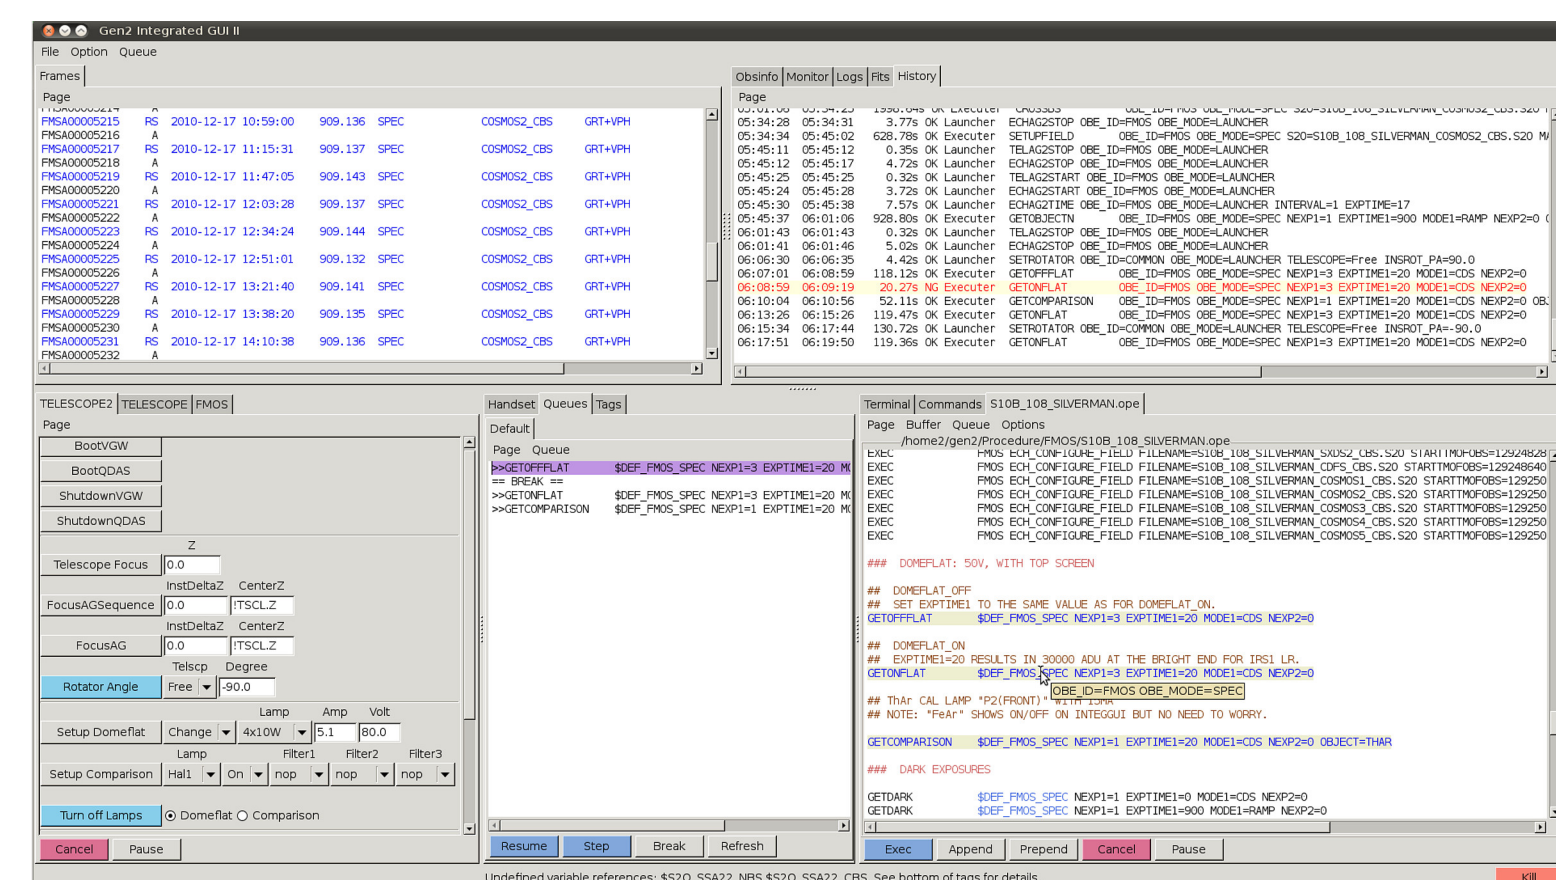 Gen2 Integrated GUI II
File Option Queue
Frames
Page
FMSA00005214 A
FMSA00005215 RS 2010-12-17 10:59:00 909.136 SPEC COSMOS2_CBS GRT+VPH
FMSA00005216 A
FMSA00005217 RS 2010-12-17 11:15:31 909.137 SPEC COSMOS2_CBS GRT+VPH
FMSA00005218 A
FMSA00005219 RS 2010-12-17 11:47:05 909.143 SPEC COSMOS2_CBS GRT+VPH
FMSA00005220 A
FMSA00005221 RS 2010-12-17 12:03:28 909.137 SPEC COSMOS2_CBS GRT+VPH
FMSA00005222 A
FMSA00005223 RS 2010-12-17 12:34:24 909.144 SPEC COSMOS2_CBS GRT+VPH
FMSA00005224 A
FMSA00005225 RS 2010-12-17 12:51:01 909.132 SPEC COSMOS2_CBS GRT+VPH
FMSA00005226 A
FMSA00005227 RS 2010-12-17 13:21:40 909.141 SPEC COSMOS2_CBS GRT+VPH
FMSA00005228 A
FMSA00005229 RS 2010-12-17 13:38:20 909.135 SPEC COSMOS2_CBS GRT+VPH
FMSA00005230 A
FMSA00005231 RS 2010-12-17 14:10:38 909.136 SPEC COSMOS2_CBS GRT+VPH
FMSA00005232 A
Obsinfo Monitor Logs Fits History
Page
05:34:28 05:34:31 3.77s OK Launcher ECHAG2STOP OBE_ID=FMOS OBE_MODE=LAUNCHER
05:34:34 05:45:02 628.78s OK Executer SETUPFIELD OBE_ID=FMOS OBE_MODE=SPEC S20=S10B_108_SILVERMAN_COSMOS2_CBS.S20
05:45:11 05:45:12 0.35s OK Launcher TELAG2STOP OBE_ID=FMOS OBE_MODE=LAUNCHER
05:45:12 05:45:17 4.72s OK Launcher ECHAG2STOP OBE_ID=FMOS OBE_MODE=LAUNCHER
05:45:25 05:45:25 0.32s OK Launcher TELAG2START OBE_ID=FMOS OBE_MODE=LAUNCHER
05:45:24 05:45:28 3.72s OK Launcher ECHAG2START OBE_ID=FMOS OBE_MODE=LAUNCHER
05:45:30 05:45:38 7.57s OK Launcher ECHAG2TIME OBE_ID=FMOS OBE_MODE=LAUNCHER INTERVAL=1 EXPTIME=17
05:45:37 06:01:06 928.80s OK Executer GETOBJECTN OBE_ID=FMOS OBE_MODE=SPEC NEXP1=1 EXPTIME1=900 MODE1=RAMP NEXP2=0
06:01:43 06:01:43 0.32s OK Launcher TELAG2STOP OBE_ID=FMOS OBE_MODE=LAUNCHER
06:01:41 06:01:46 5.02s OK Launcher ECHAG2STOP OBE_ID=FMOS OBE_MODE=LAUNCHER
06:06:30 06:06:35 4.42s OK Launcher SETROTATOR OBE_ID=COMMON OBE_MODE=LAUNCHER TELESCOPE=Free INSROT_PA=90.0
06:07:01 06:08:59 118.12s OK Executer GETOFFFLAT OBE_ID=FMOS OBE_MODE=SPEC NEXP1=3 EXPTIME1=20 MODE1=CDS NEXP2=0
06:08:59 06:09:19 20.27s NG Executer GETONFLAT OBE_ID=FMOS OBE_MODE=SPEC NEXP1=3 EXPTIME1=20 MODE1=CDS NEXP2=0
06:10:04 06:10:56 52.11s OK Executer GETCOMPARISON OBE_ID=FMOS OBE_MODE=SPEC NEXP1=1 EXPTIME1=20 MODE1=CDS NEXP2=0 OBJ
06:13:26 06:15:26 119.47s OK Executer GETONFLAT OBE_ID=FMOS OBE_MODE=SPEC NEXP1=3 EXPTIME1=20 MODE1=CDS NEXP2=0
06:15:34 06:17:44 130.72s OK Launcher SETROTATOR OBE_ID=COMMON OBE_MODE=LAUNCHER TELESCOPE=Free INSROT_PA=-90.0
06:17:51 06:19:50 119.36s OK Executer GETONFLAT OBE_ID=FMOS OBE_MODE=SPEC NEXP1=3 EXPTIME1=20 MODE1=CDS NEXP2=0
TELESCOPE2 TELESCOPE FMOS
Page
BootVGW
BootQDAS
ShutdownVGW
ShutdownQDAS
Z
Telescope Focus 0.0
InstDeltaZ CenterZ
FocusAGSequence 0.0 !TSCL.Z
InstDeltaZ CenterZ
FocusAG 0.0 !TSCL.Z
Telscp Degree
Rotator Angle Free -90.0
Lamp Amp Volt
Setup Domeflat Change 4x10W 5.1 80.0
Lamp Filter1 Filter2 Filter3
Setup Comparison Hal1 On nop nop nop
Turn off Lamps Domeflat Comparison
Cancel Pause
Handset Queues Tags
Default
Page Queue
>>GETOFFFLAT $DEF_FMOS_SPEC NEXP1=3 EXPTIME1=20 MO
== BREAK ==
>>GETONFLAT $DEF_FMOS_SPEC NEXP1=3 EXPTIME1=20 MO
>>GETCOMPARISON $DEF_FMOS_SPEC NEXP1=1 EXPTIME1=20 MO
Resume Step Break Refresh
Terminal Commands S10B_108_SILVERMAN.ope
Page Buffer Queue Options
/home2/gen2/Procedure/FMOS/S10B_108_SILVERMAN.ope
EXEC FMOS ECH_CONFIGURE_FIELD FILENAME=S10B_108_SILVERMAN_SXDS2_CBS.S20 STARTTMOFOBS=12924828
EXEC FMOS ECH_CONFIGURE_FIELD FILENAME=S10B_108_SILVERMAN_CDFS_CBS.S20 STARTTMOFOBS=129248640
EXEC FMOS ECH_CONFIGURE_FIELD FILENAME=S10B_108_SILVERMAN_COSMOS1_CBS.S20 STARTTMOFOBS=129250
EXEC FMOS ECH_CONFIGURE_FIELD FILENAME=S10B_108_SILVERMAN_COSMOS2_CBS.S20 STARTTMOFOBS=129250
EXEC FMOS ECH_CONFIGURE_FIELD FILENAME=S10B_108_SILVERMAN_COSMOS3_CBS.S20 STARTTMOFOBS=129250
EXEC FMOS ECH_CONFIGURE_FIELD FILENAME=S10B_108_SILVERMAN_COSMOS4_CBS.S20 STARTTMOFOBS=129250
EXEC FMOS ECH_CONFIGURE_FIELD FILENAME=S10B_108_SILVERMAN_COSMOS5_CBS.S20 STARTTMOFOBS=129250
### DOMEFLAT: 50V, WITH TOP SCREEN
## DOMEFLAT_OFF
## SET EXPTIME1 TO THE SAME VALUE AS FOR DOMEFLAT_ON.
GETOFFFLAT $DEF_FMOS_SPEC NEXP1=3 EXPTIME1=20 MODE1=CDS NEXP2=0
## DOMEFLAT_ON
## EXPTIME1=20 RESULTS IN 30000 ADU AT THE BRIGHT END FOR IRS1 LR.
GETONFLAT $DEF_FMOS_SPEC NEXP1=3 EXPTIME1=20 MODE1=CDS NEXP2=0
OBE_ID=FMOS OBE_MODE=SPEC
## ThAr CAL LAMP "P2(FRONT)" WITH 15MA
## NOTE: "FeAr" SHOWS ON/OFF ON INTEGGUI BUT NO NEED TO WORRY.
GETCOMPARISON $DEF_FMOS_SPEC NEXP1=1 EXPTIME1=20 MODE1=CDS NEXP2=0 OBJECT=THAR
### DARK EXPOSURES
GETDARK $DEF_FMOS_SPEC NEXP1=1 EXPTIME1=0 MODE1=CDS NEXP2=0
GETDARK $DEF_FMOS_SPEC NEXP1=1 EXPTIME1=900 MODE1=RAMP NEXP2=0
Exec Append Prepend Cancel Pause
Undefined variable references: $S2O_SSA22_NBS $S2O_SSA22_CBS. See bottom of tags for details. Kill